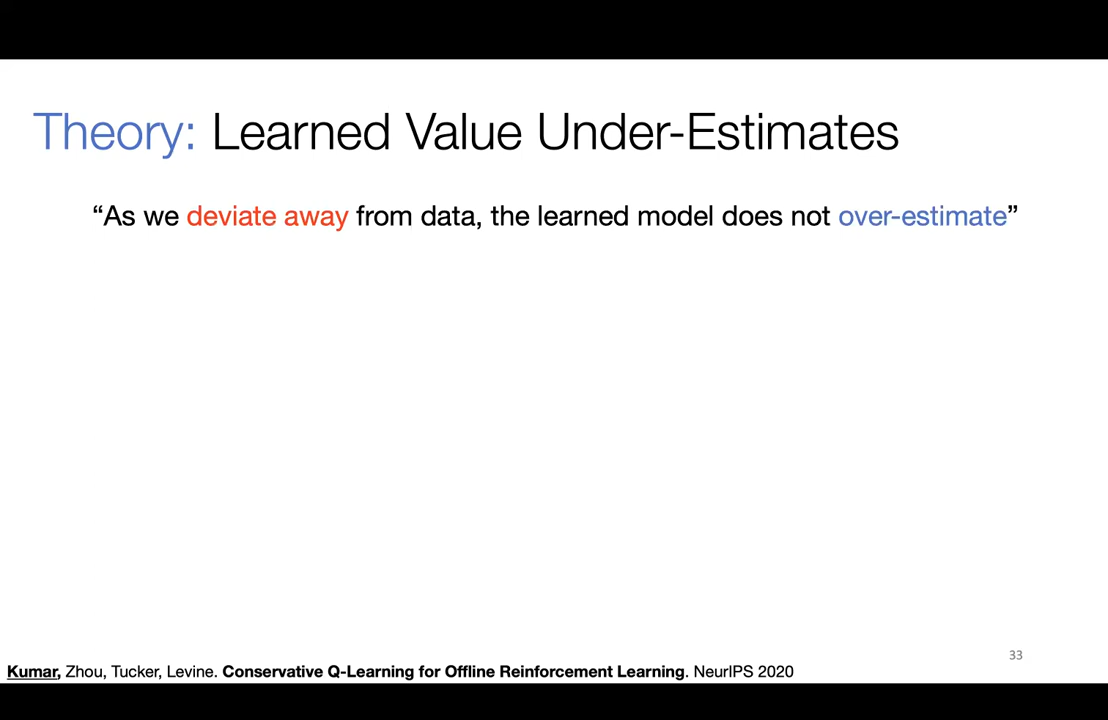 Theory: Learned Value Under-Estimates
“As we deviate away from data, the learned model does not over-estimate”
33
Kumar, Zhou, Tucker, Levine. Conservative Q-Learning for Offline Reinforcement Learning. NeurIPS 2020